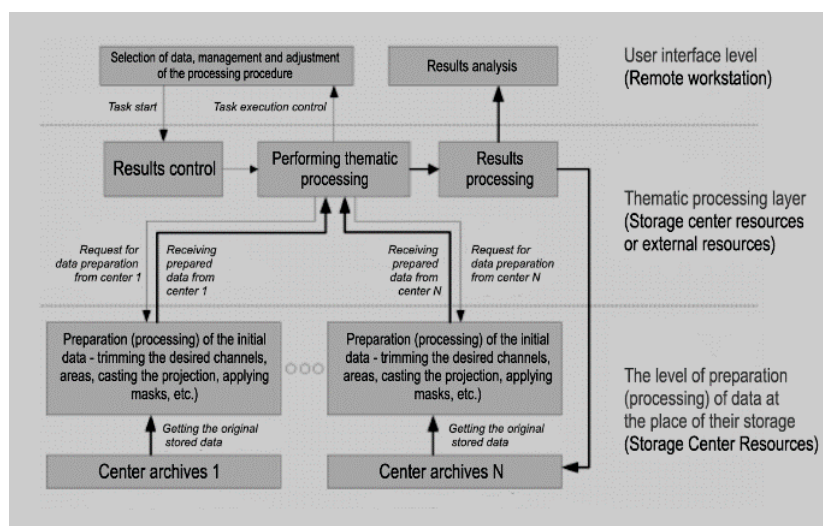 Selection of data, management and adjustment
of the processing procedure
Results analysis
User interface level
(Remote workstation)
Task start
Task execution control
Results control
Performing thematic
processing
Results
processing
Thematic processing layer
(Storage center resources
or external resources)
Request for
data preparation
from center 1
Receiving
prepared
data from
center 1
Receiving
prepared
data from
center N
Request for
data preparation
from center N
Preparation (processing) of the initial
data - trimming the desired channels,
areas, casting the projection, applying
masks, etc.)
Preparation (processing) of the initial
data - trimming the desired channels,
areas, casting the projection, applying
masks, etc.)
The level of preparation
(processing) of data at
the place of their storage
(Storage Center Resources)
Getting the original
stored data
Getting the original
stored data
Center archives 1
Center archives N